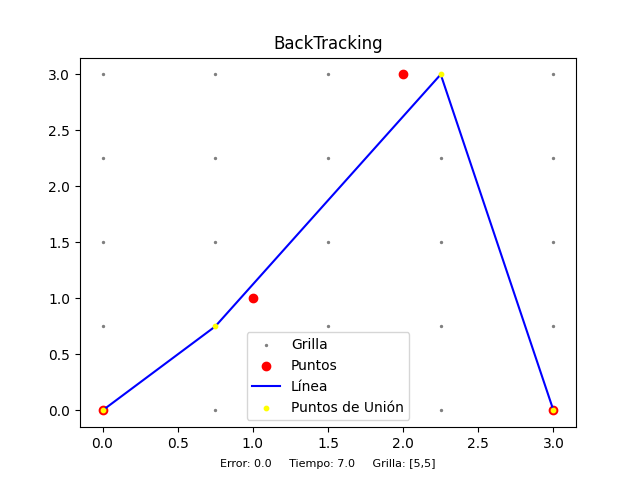 BackTracking
3.0
2.5
2.0
1.5
1.0
0.5
0.0
Grilla
Puntos
Línea
Puntos de Unión
0.0 0.5 1.0 1.5 2.0 2.5 3.0
Error: 0.0 Tiempo: 7.0 Grilla: [5,5]